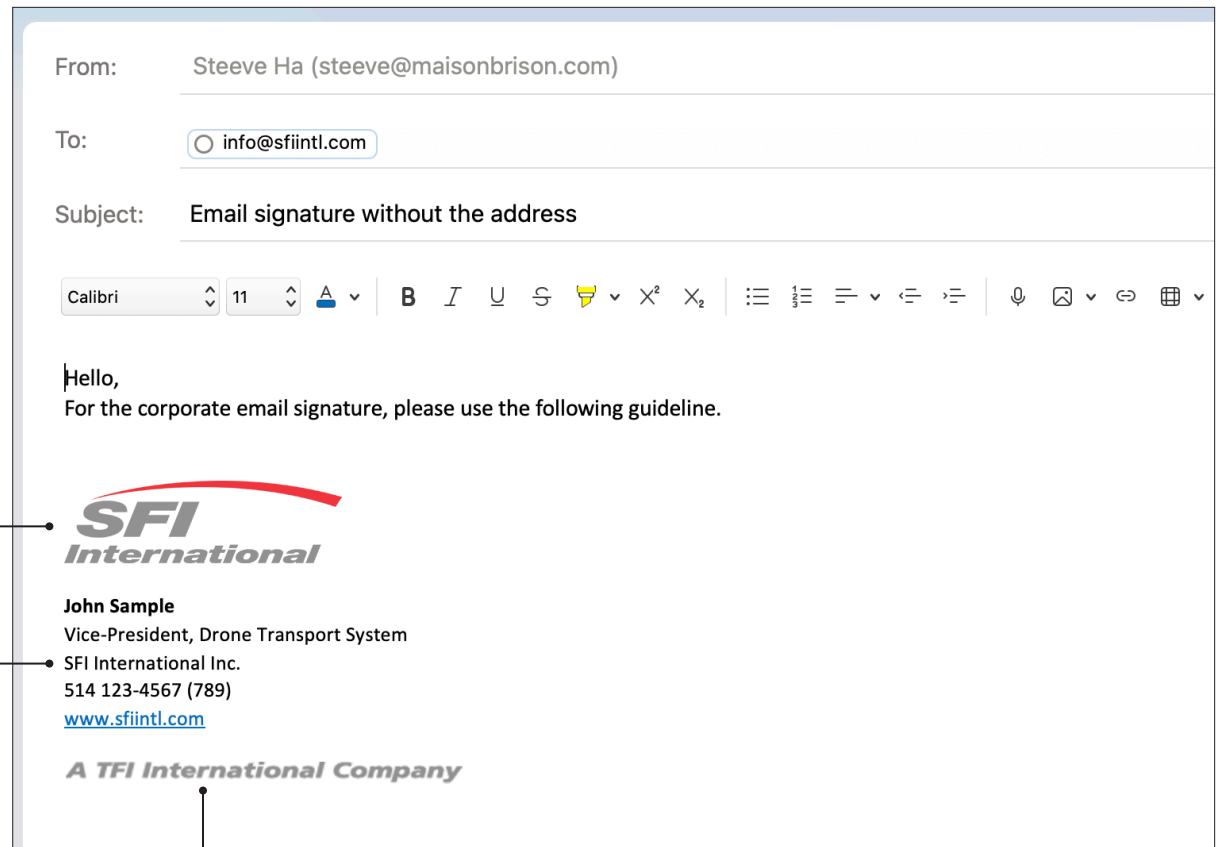 From: Steeve Ha (steeve@maisonbrison.com)
To: info@sfiintl.com
Subject: Email signature without the address
Calibri 11 A B I U S X² X₂
Hello,
For the corporate email signature, please use the following guideline.
SFI
International
John Sample
Vice-President, Drone Transport System
SFI International Inc.
514 123-4567 (789)
www.sfiintl.com
A TFI International Company